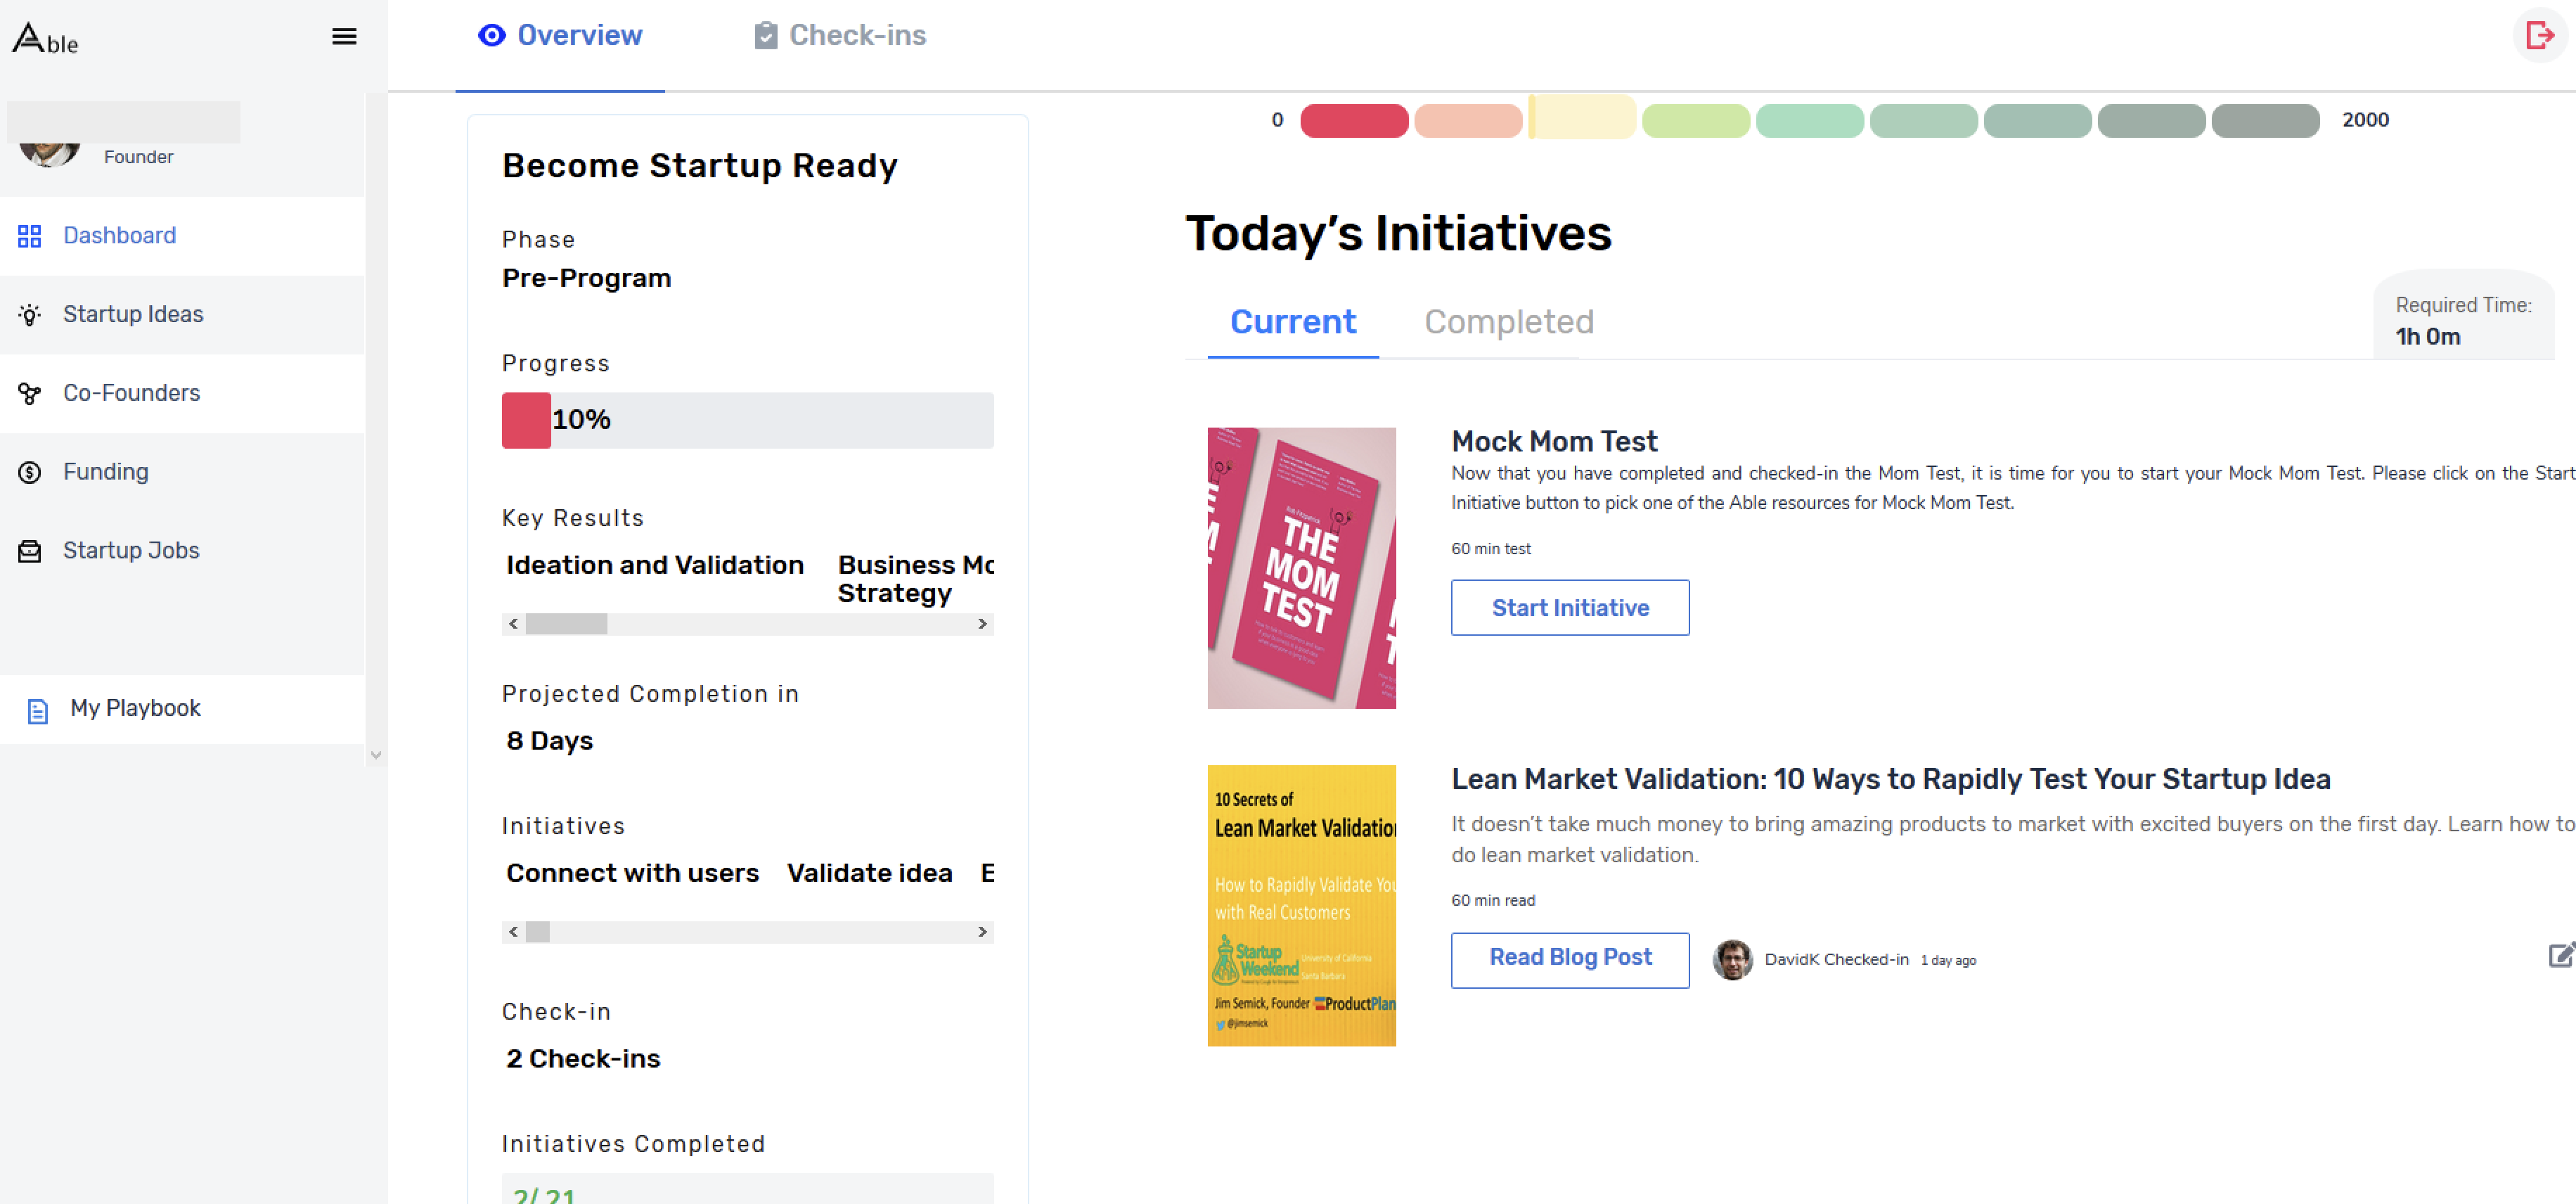 Able
Founder
Dashboard
Startup Ideas
Co-Founders
Funding
Startup Jobs
My Playbook
Overview
Check-ins
Become Startup Ready
Phase
Pre-Program
Progress
10%
Key Results
Ideation and Validation
Business Mo
Strategy
Projected Completion in
8 Days
Initiatives
Connect with users Validate idea E
Check-in
2 Check-ins
Initiatives Completed
2/ 21
0
2000
Today’s Initiatives
Current
Completed
Required Time:
1h 0m
THE
MOM
TEST
Mock Mom Test
Now that you have completed and checked-in the Mom Test, it is time for you to start your Mock Mom Test. Please click on the Start
Initiative button to pick one of the Able resources for Mock Mom Test.
60 min test
Start Initiative
10 Secrets of
Lean Market Validation
How to Rapidly Validate You
with Real Customers
Startup
Weekend
University of California
Santa Barbara
Jim Semick, Founder ProductPlan
@jimsemick
Lean Market Validation: 10 Ways to Rapidly Test Your Startup Idea
It doesn’t take much money to bring amazing products to market with excited buyers on the first day. Learn how to
do lean market validation.
60 min read
Read Blog Post
DavidK Checked-in 1 day ago